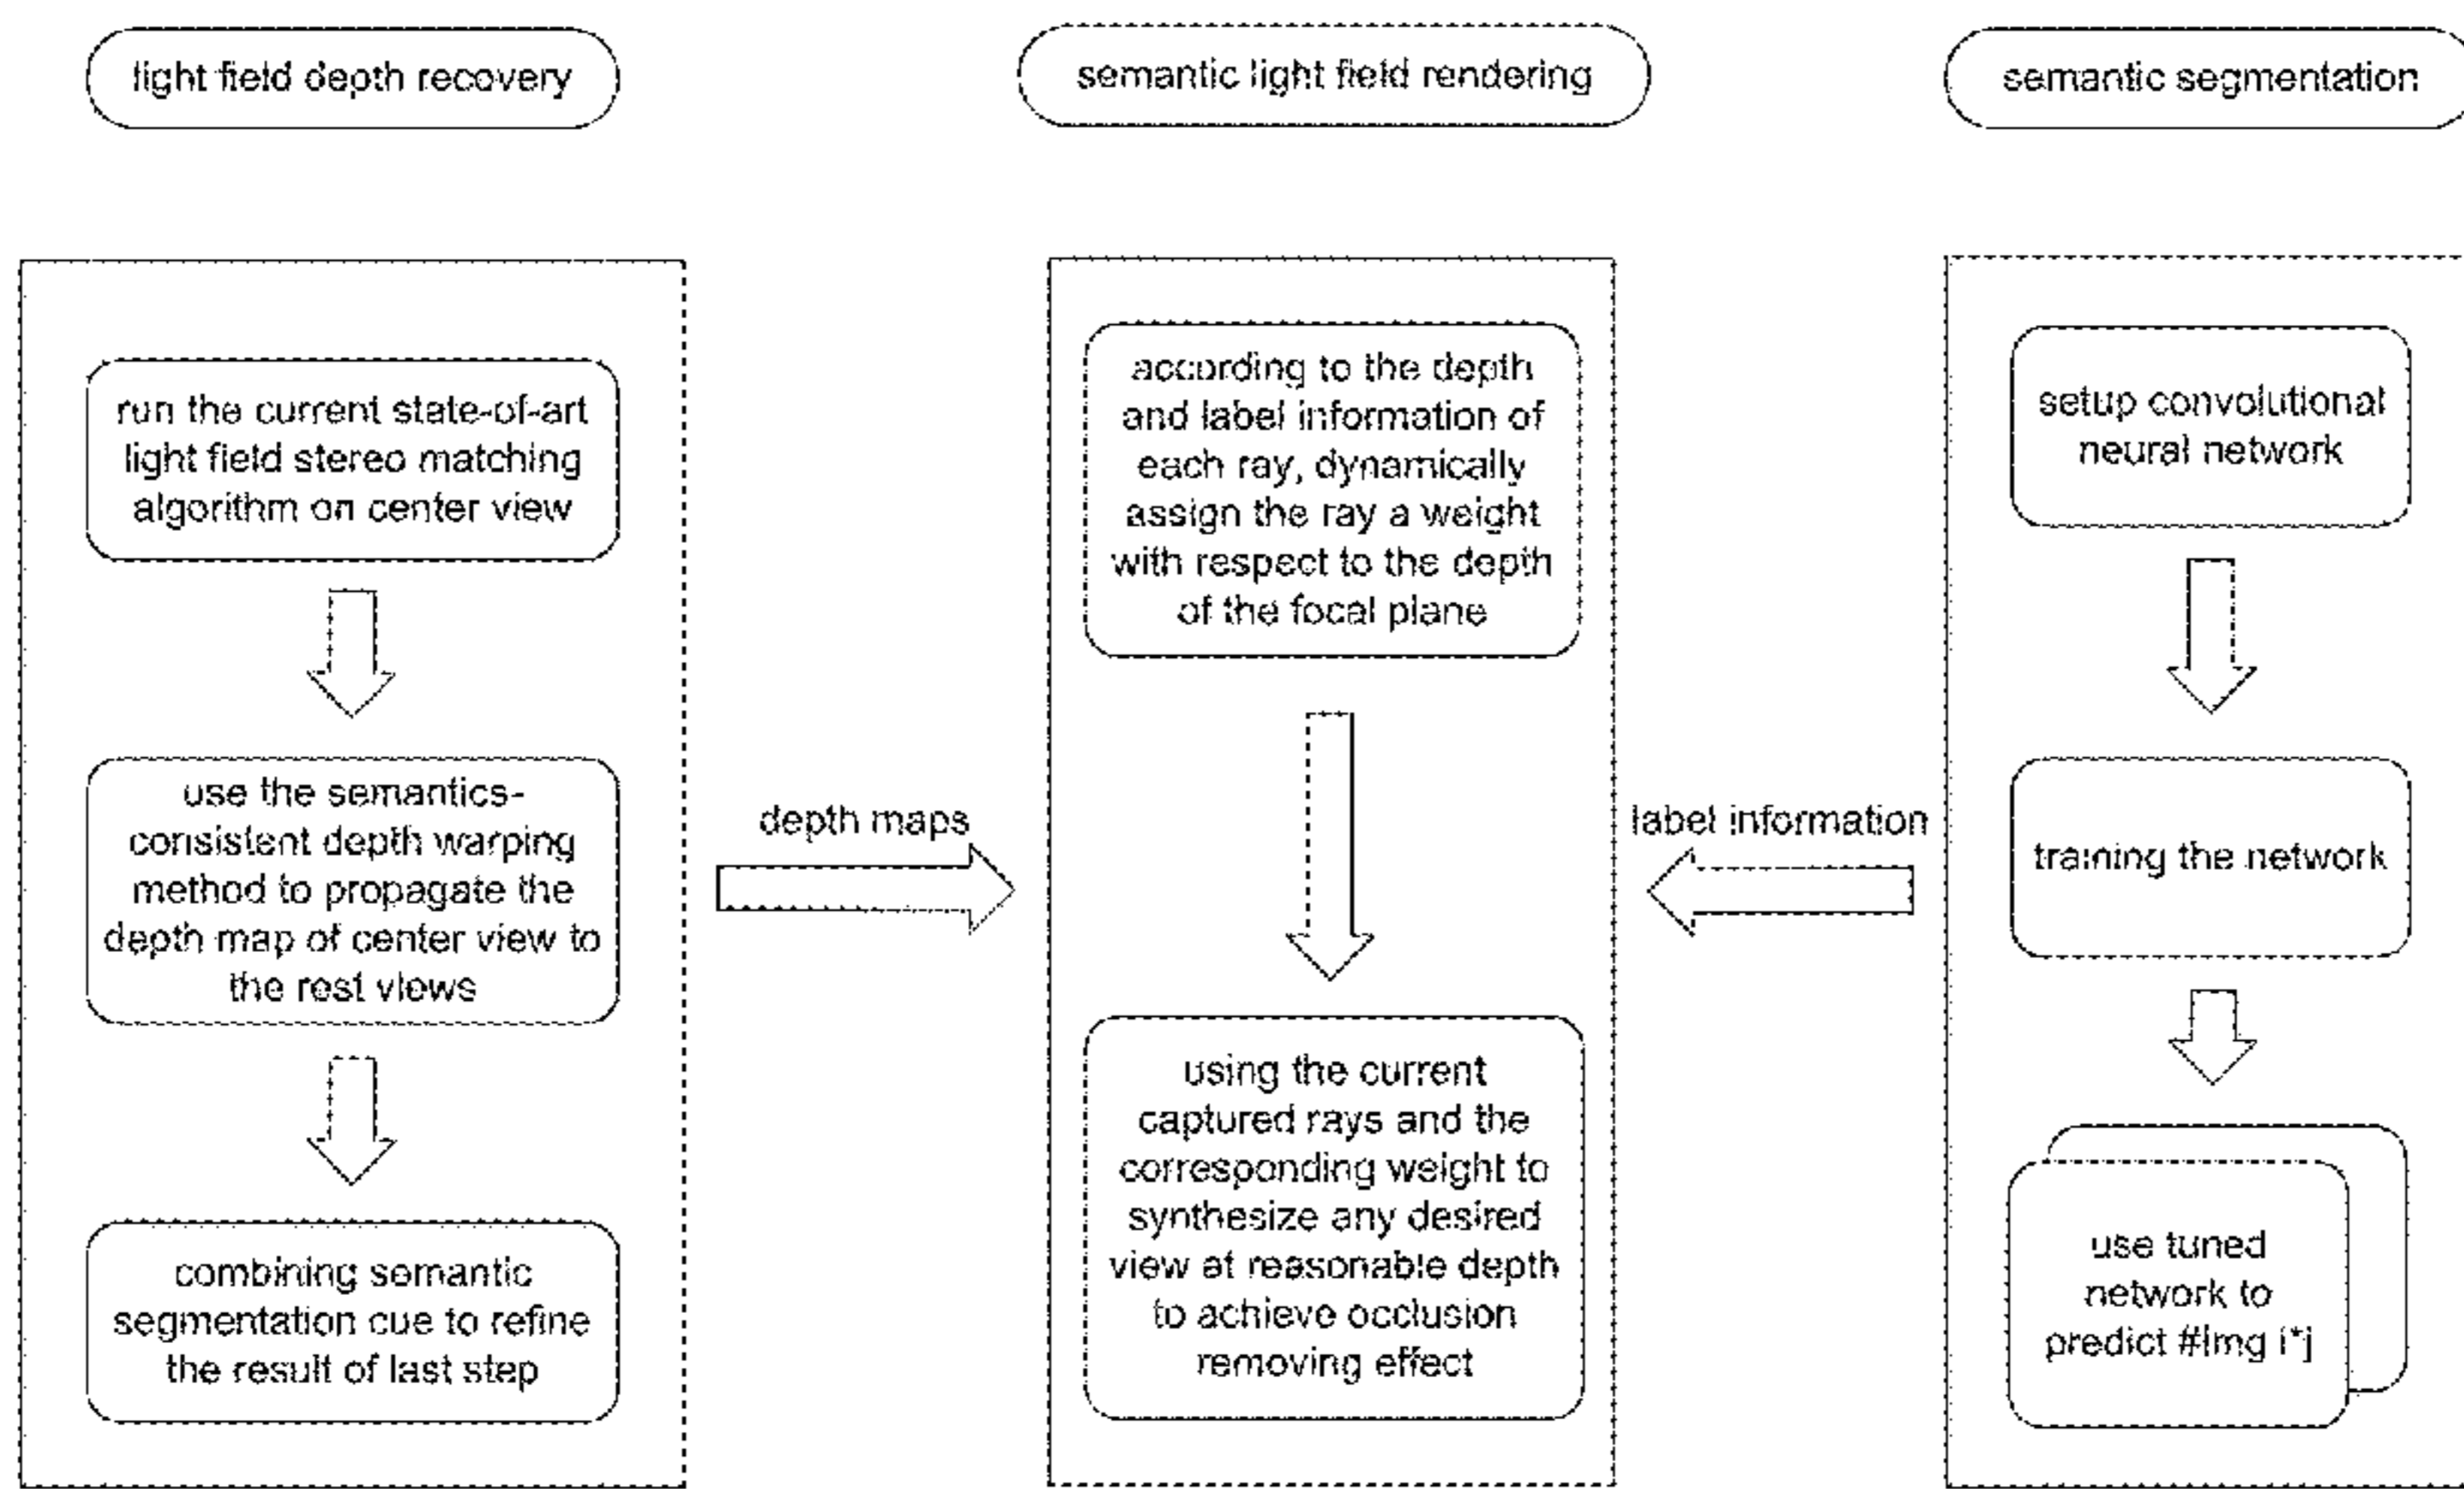 light field depth recovery
semantic light field rendering
semantic segmentation
run the current state-of-art
light field stereo matching
algorithm on center view
use the semantics-
consistent depth warping
method to propagate the
depth map of center view to
the rest views
combining semantic
segmentation cue to refine
the result of last step
depth maps
according to the depth
and label information of
each ray, dynamically
assign the ray a weight
with respect to the depth
of the focal plane
using the current
captured rays and the
corresponding weight to
synthesize any desired
view at reasonable depth
to achieve occlusion
removing effect
label information
setup convolutional
neural network
training the network
use tuned
network to
predict #Img i*j